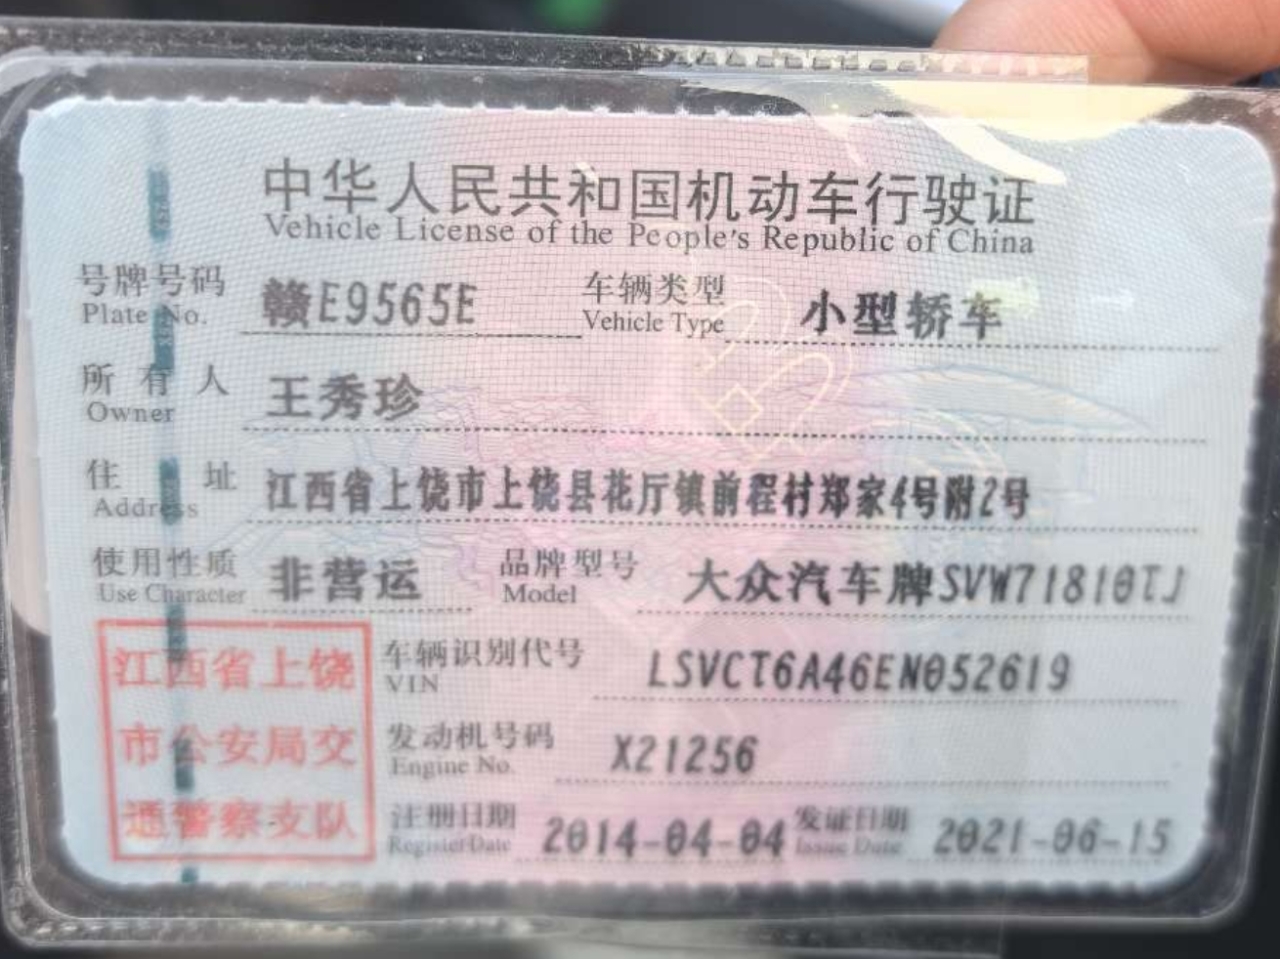 中华人民共和国机动车行驶证
Vehicle License of the People's Republic of China
号牌号码 赣E9565E 车辆类型 小型轿车
Plate No. Vehicle Type
所有人 王秀珍
Owner
住址 江西省上饶市上饶县花厅镇前程村郑家4号附2号
Address
使用性质 非营运 品牌型号 大众汽车牌SVW71810TJ
Use Character Model
江西省上饶
市公安局交
通警察支队
车辆识别代号 LSVCT6A46EN052619
VIN
发动机号码 X21256
Engine No.
注册日期 2014-04-04 发证日期 2021-06-15
Register Date Issue Date